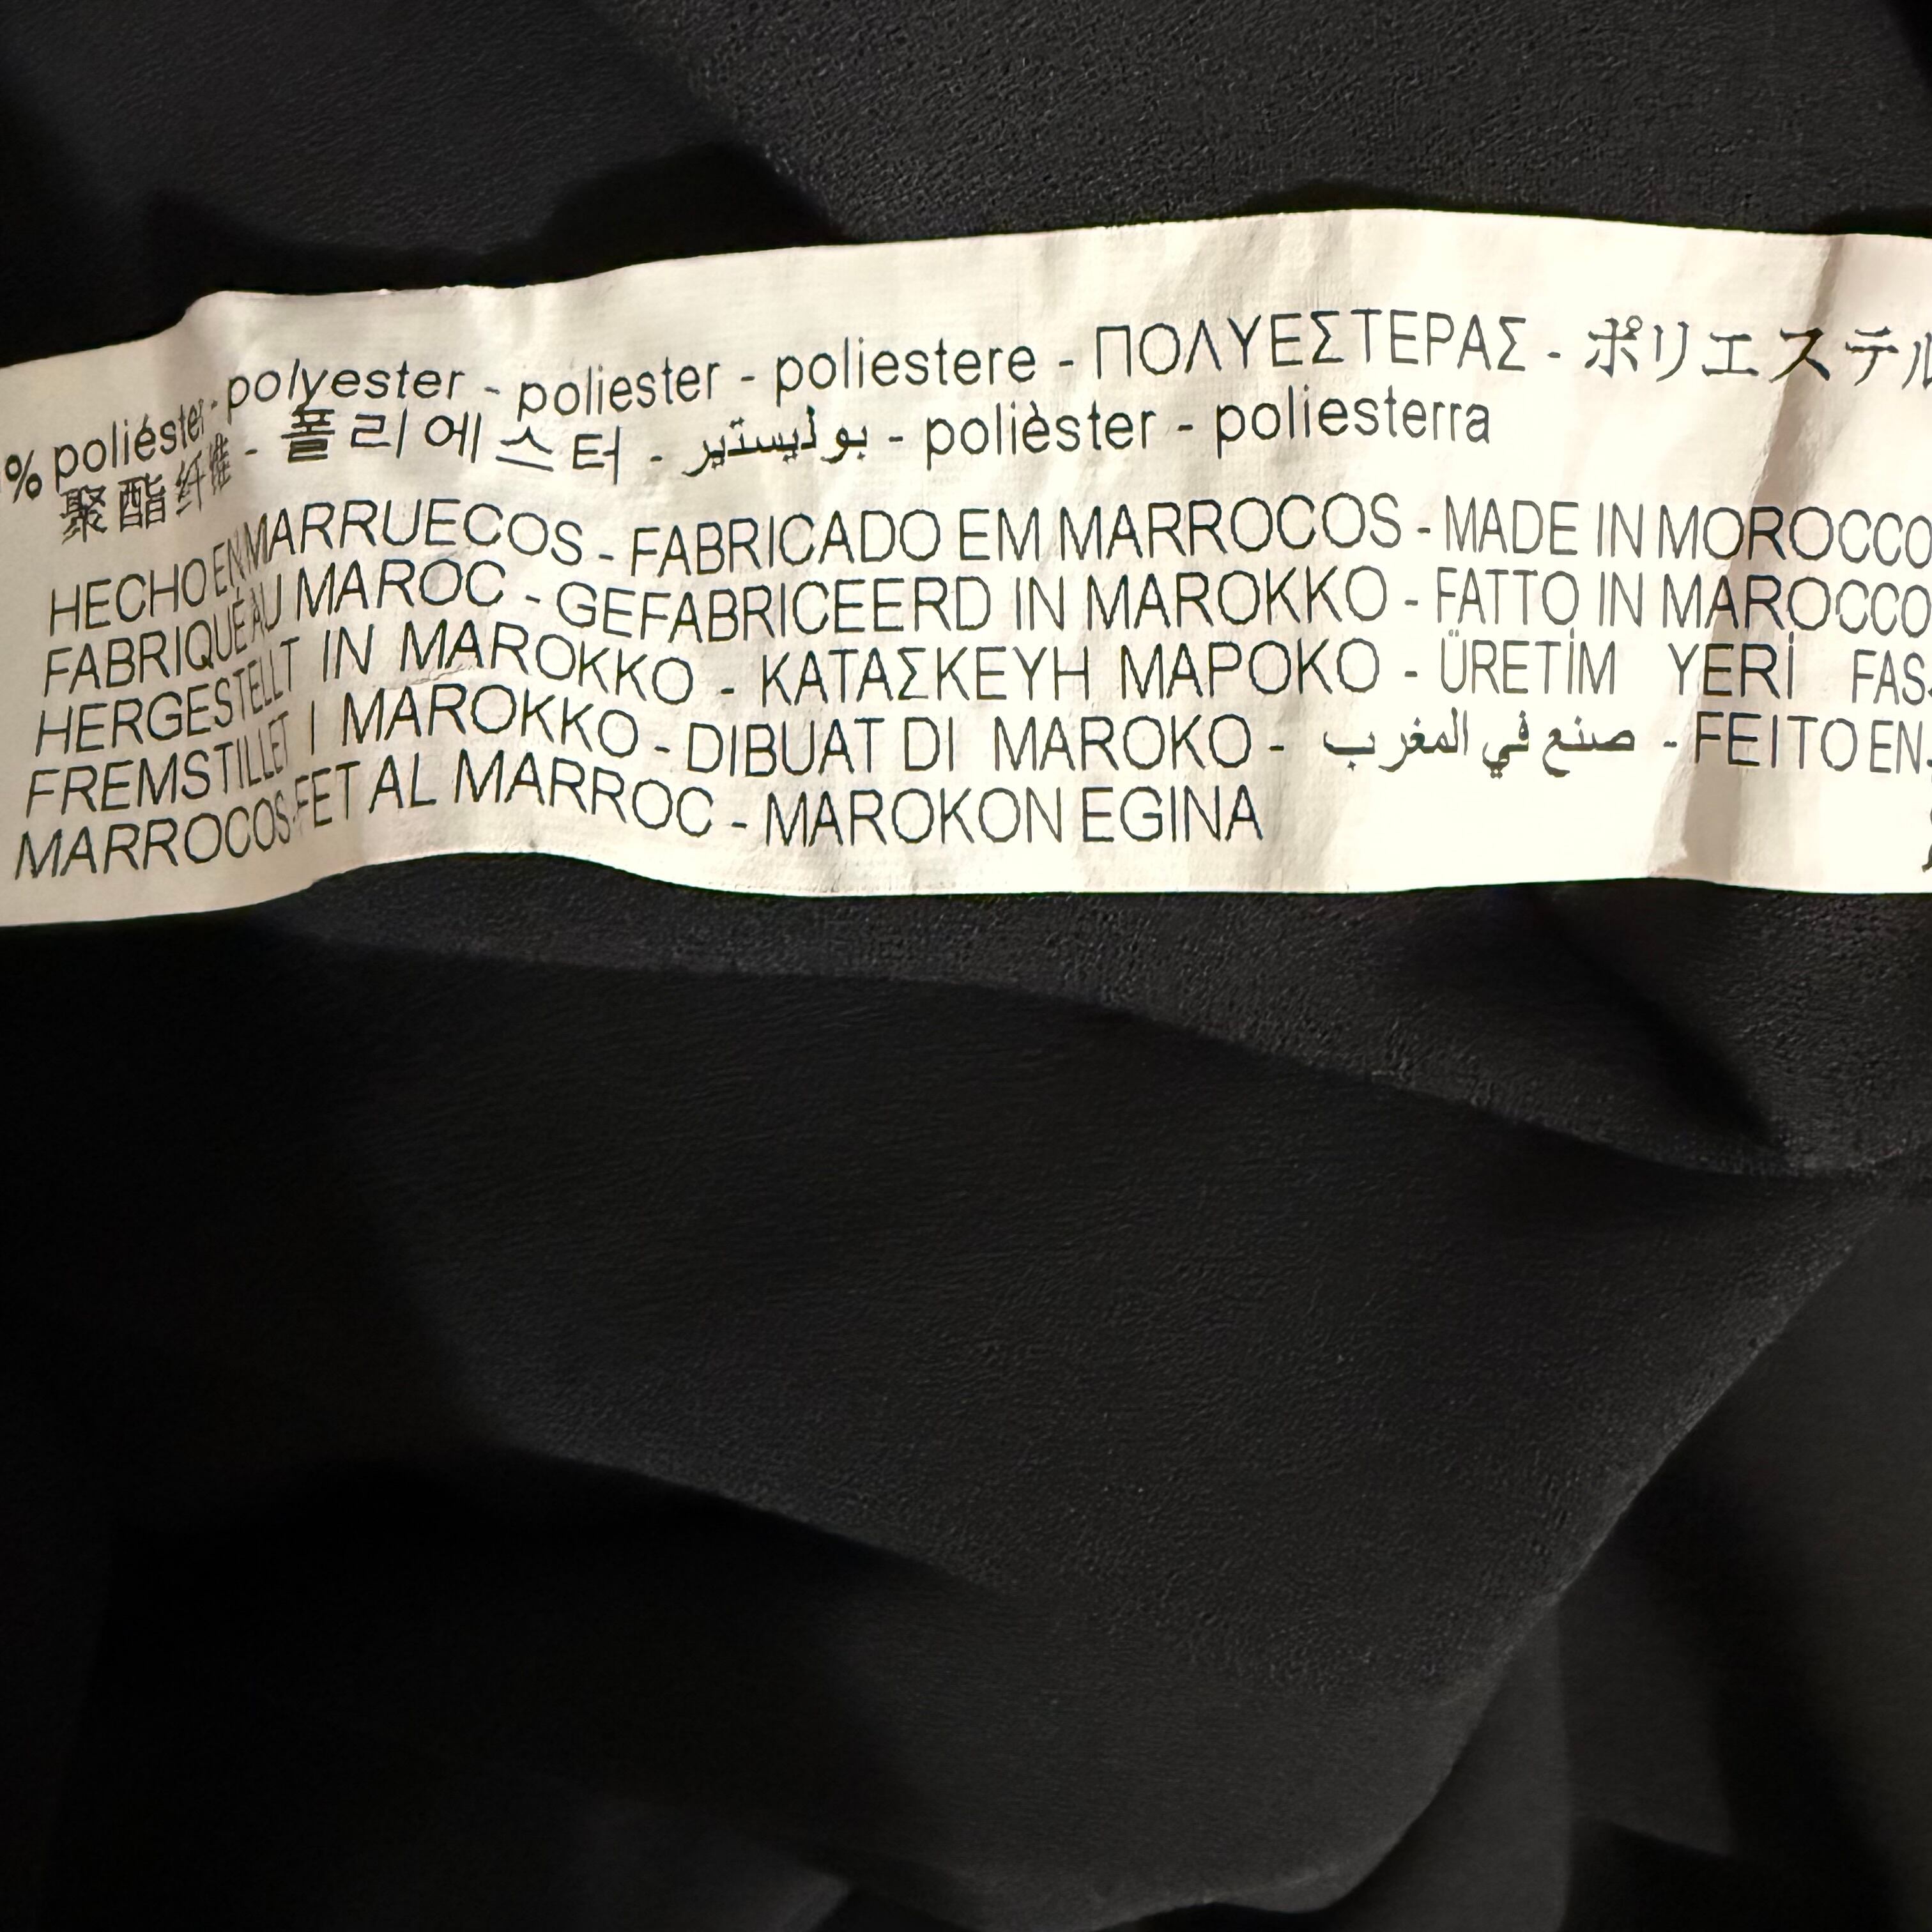 % poliéster - polyester - poliester - poliestere - ΠΟΛΥΕΣΤΕΡΑΣ - ポリエステル
聚酯纤维 - 폴리에스터 - بوليستير - polièster - poliesterra
HECHO EN MARRUECOS - FABRICADO EM MARROCOS - MADE IN MOROCCO
FABRIQUÉ AU MAROC - GEFABRICEERD IN MAROKKO - FATTO IN MAROCCO
HERGESTELLT IN MAROKKO - ΚΑΤΑΣΚΕΥΗ ΜΑΡΟΚΟ - ÜRETİM YERİ FAS
FREMSTILLET I MAROKKO - DIBUAT DI MAROKO - صنع في المغرب - FEITO EN
MARROCOS-FET AL MARROC - MAROKON EGINA